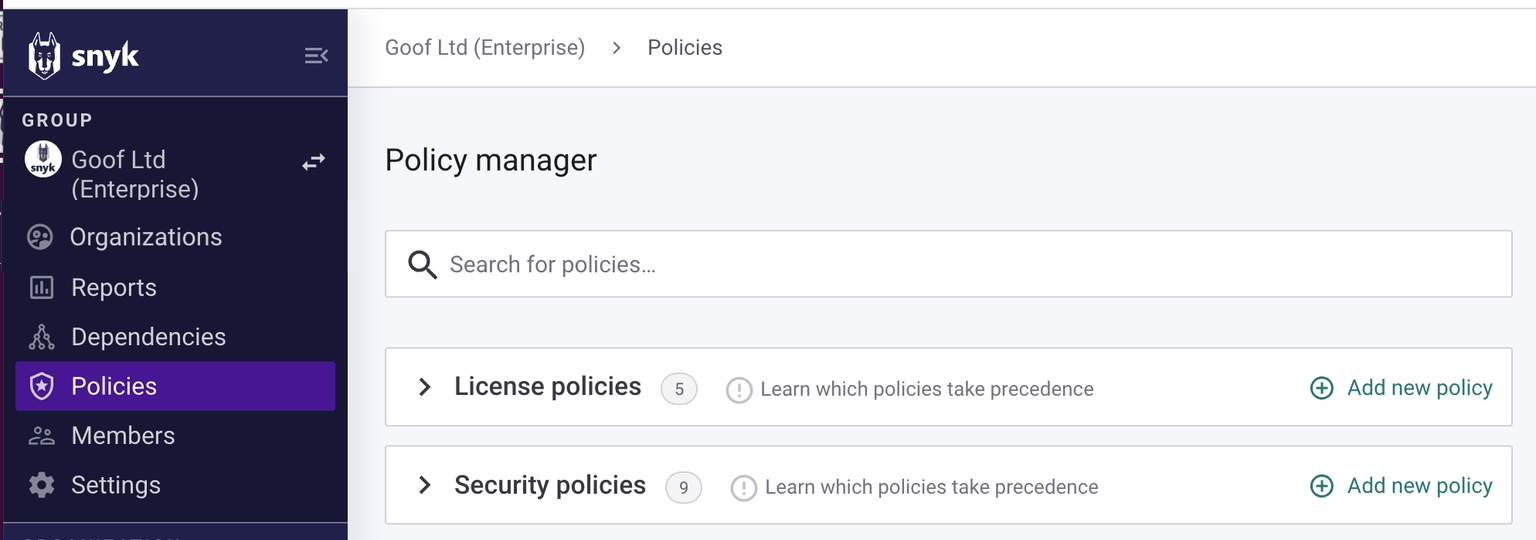 snyk
Goof Ltd (Enterprise) > Policies
GROUP
snyk
Goof Ltd
(Enterprise)
Organizations
Reports
Dependencies
Policies
Members
Settings
Policy manager
Search for policies...
License policies 5 Learn which policies take precedence Add new policy
Security policies 9 Learn which policies take precedence Add new policy